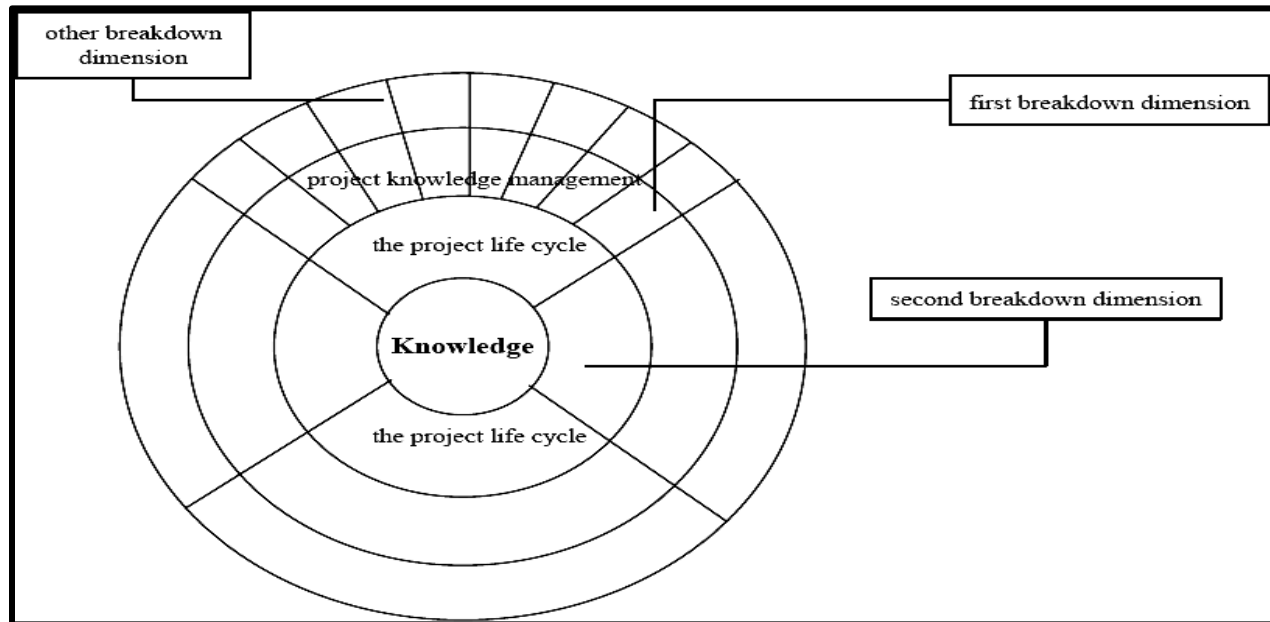 other breakdown
dimension
first breakdown dimension
project knowledge management
the project life cycle
second breakdown dimension
Knowledge
the project life cycle